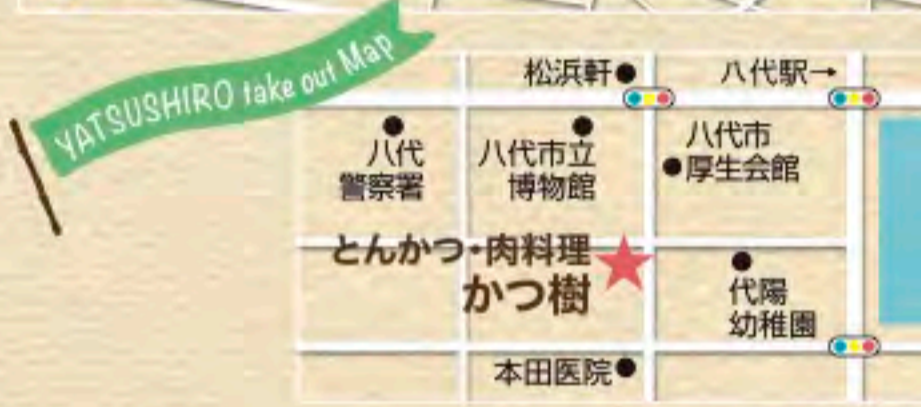 YATSUSHIRO take out Map
松浜軒
八代駅→
八代
警察署
八代市立
博物館
八代市
厚生会館
とんかつ・肉料理
かつ樹
代陽
幼稚園
本田医院